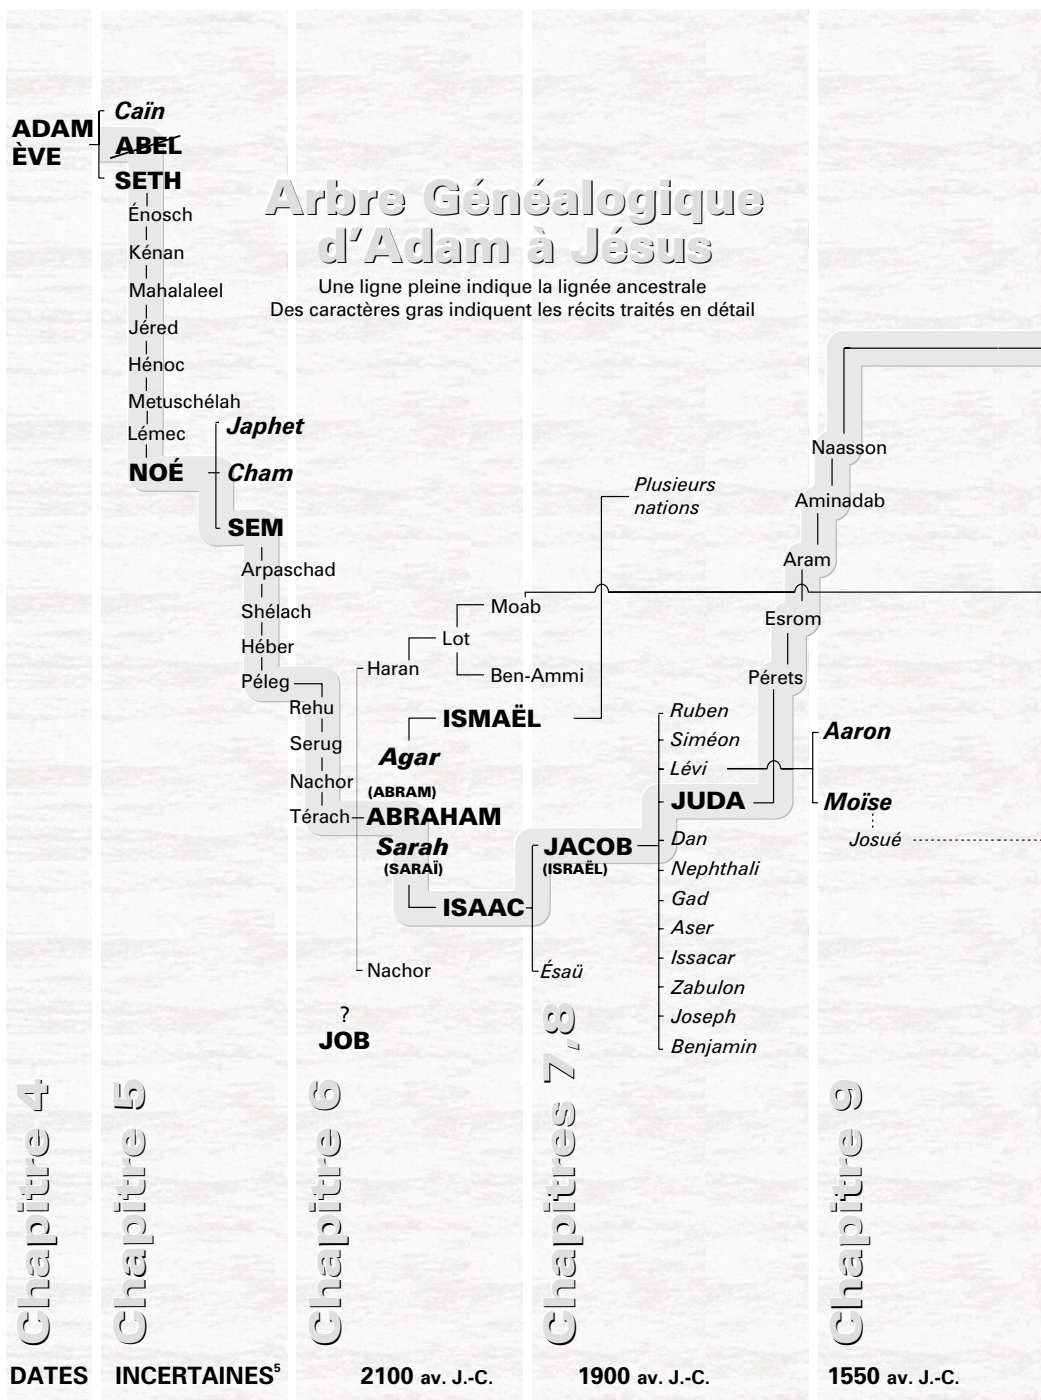 Arbre Généalogique
d'Adam à Jésus
Une ligne pleine indique la lignée ancestrale
Des caractères gras indiquent les récits traités en détail
ADAM
ÈVE
Caïn
ABEL
SETH
Énosch
Kénan
Mahalaleel
Jéred
Hénoc
Metuschélah
Lémec
NOÉ
Japhet
Cham
SEM
Arpaschad
Shélach
Héber
Péleg
Rehu
Serug
Nachor
Térach
Haran
Lot
Moab
Ben-Ammi
ISMAËL
Plusieurs
nations
Agar
(ABRAM)
ABRAHAM
Sarah
(SARAÏ)
ISAAC
Nachor
?
JOB
JACOB
(ISRAËL)
Ésaü
Ruben
Siméon
Lévi
JUDA
Dan
Nephthali
Gad
Aser
Issacar
Zabulon
Joseph
Benjamin
Naasson
Aminadab
Aram
Esrom
Pérets
Aaron
Moïse
Josué
Chapitre 4
Chapitre 5
Chapitre 6
Chapitres 7,8
Chapitre 9
DATES INCERTAINES⁵ 2100 av. J.-C. 1900 av. J.-C. 1550 av. J.-C.